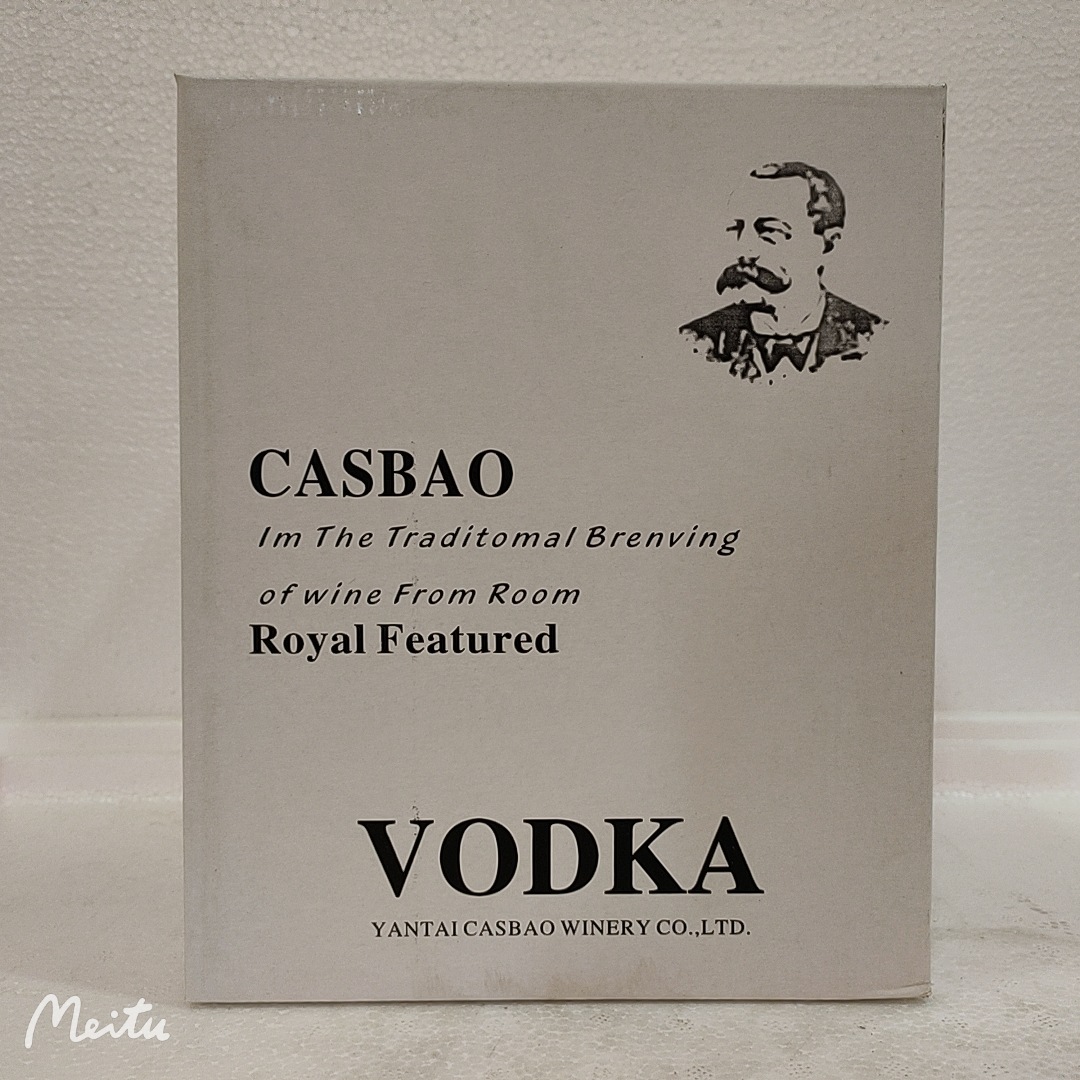 CASBAO
Im The Traditomal Brenving
of wine From Room
Royal Featured
VODKA
YANTAI CASBAO WINERY CO.,LTD.
Meitu